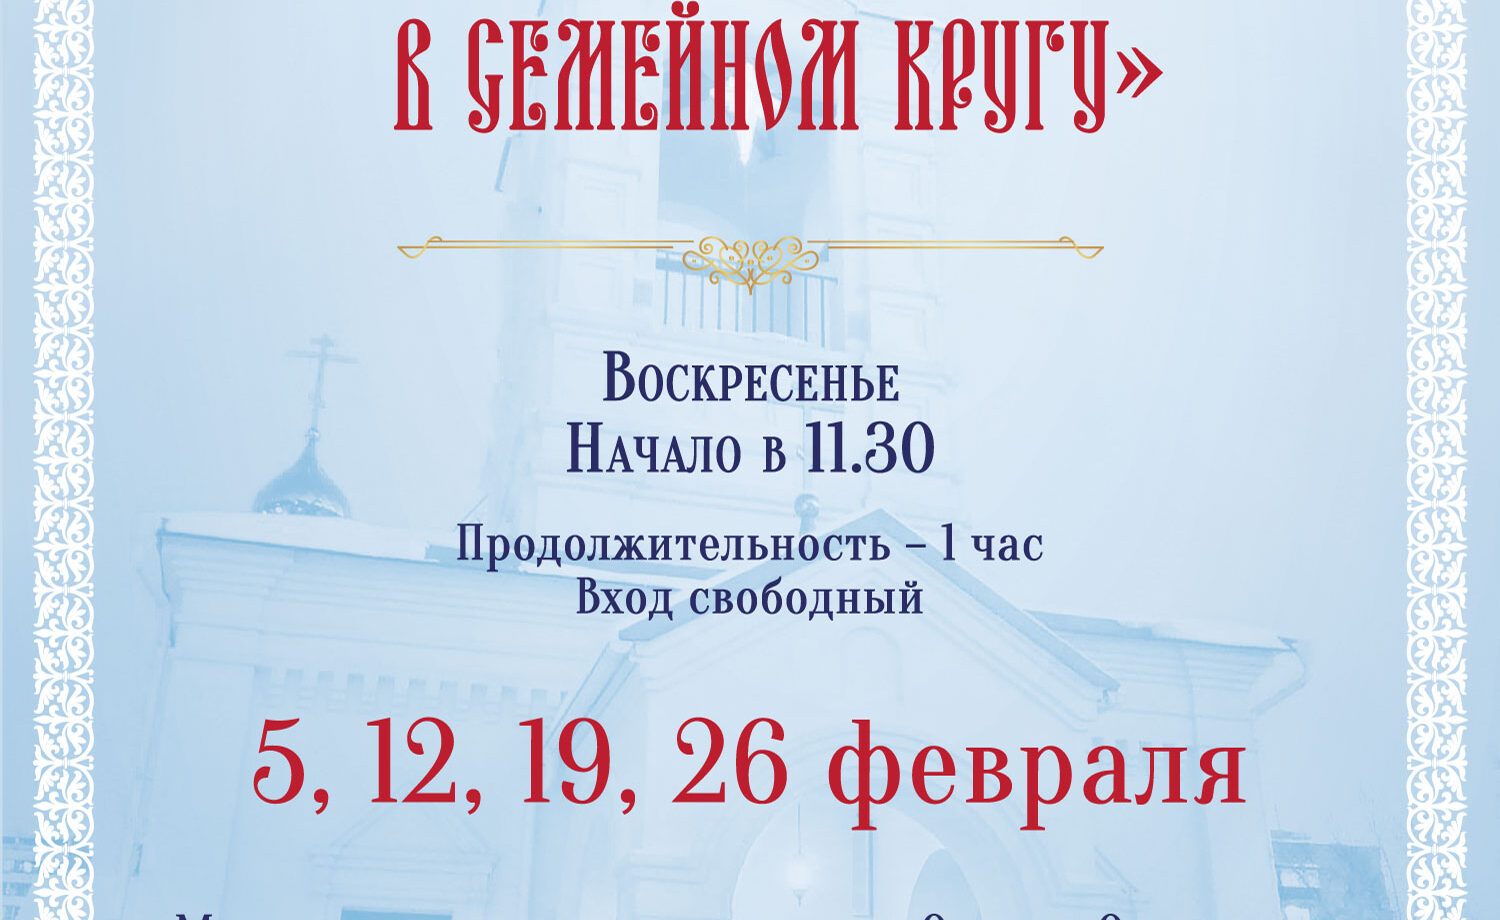 В СЕМЕЙНОМ КРУГУ»
Воскресенье
Начало в 11.30
Продолжительность – 1 час
Вход свободный
5, 12, 19, 26 февраля